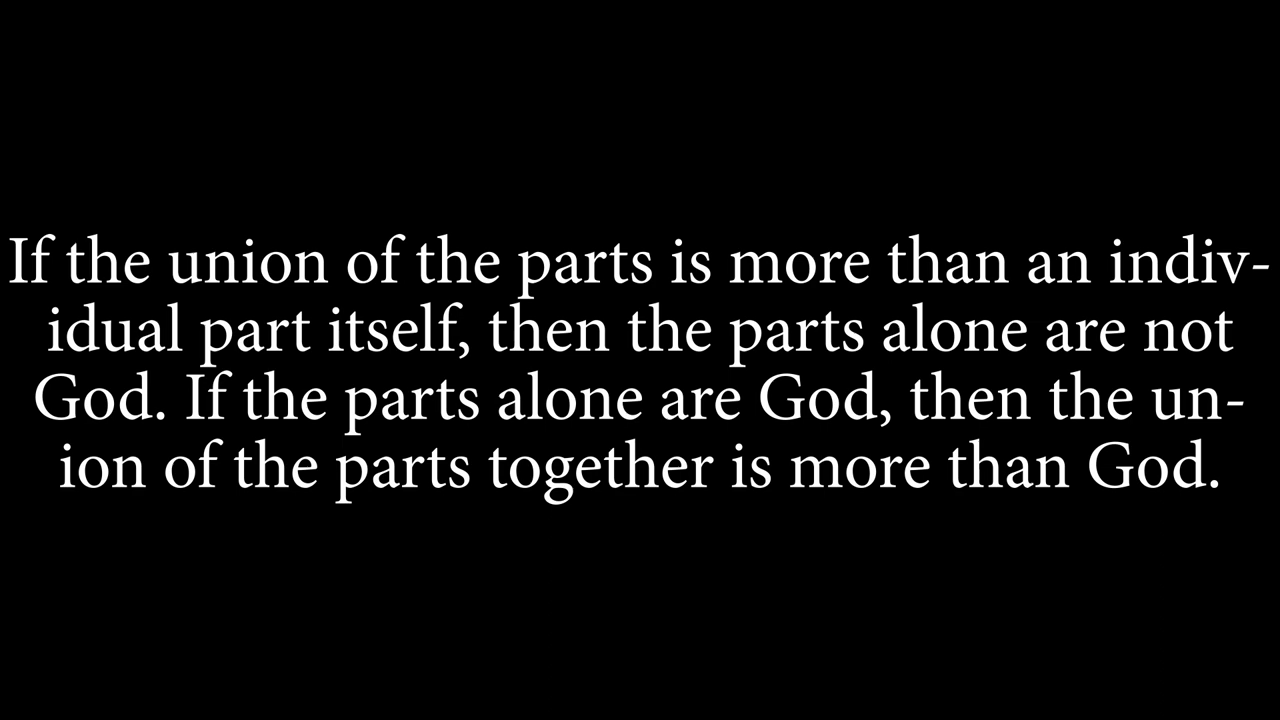 If the union of the parts is more than an indiv-
idual part itself, then the parts alone are not
God. If the parts alone are God, then the un-
ion of the parts together is more than God.